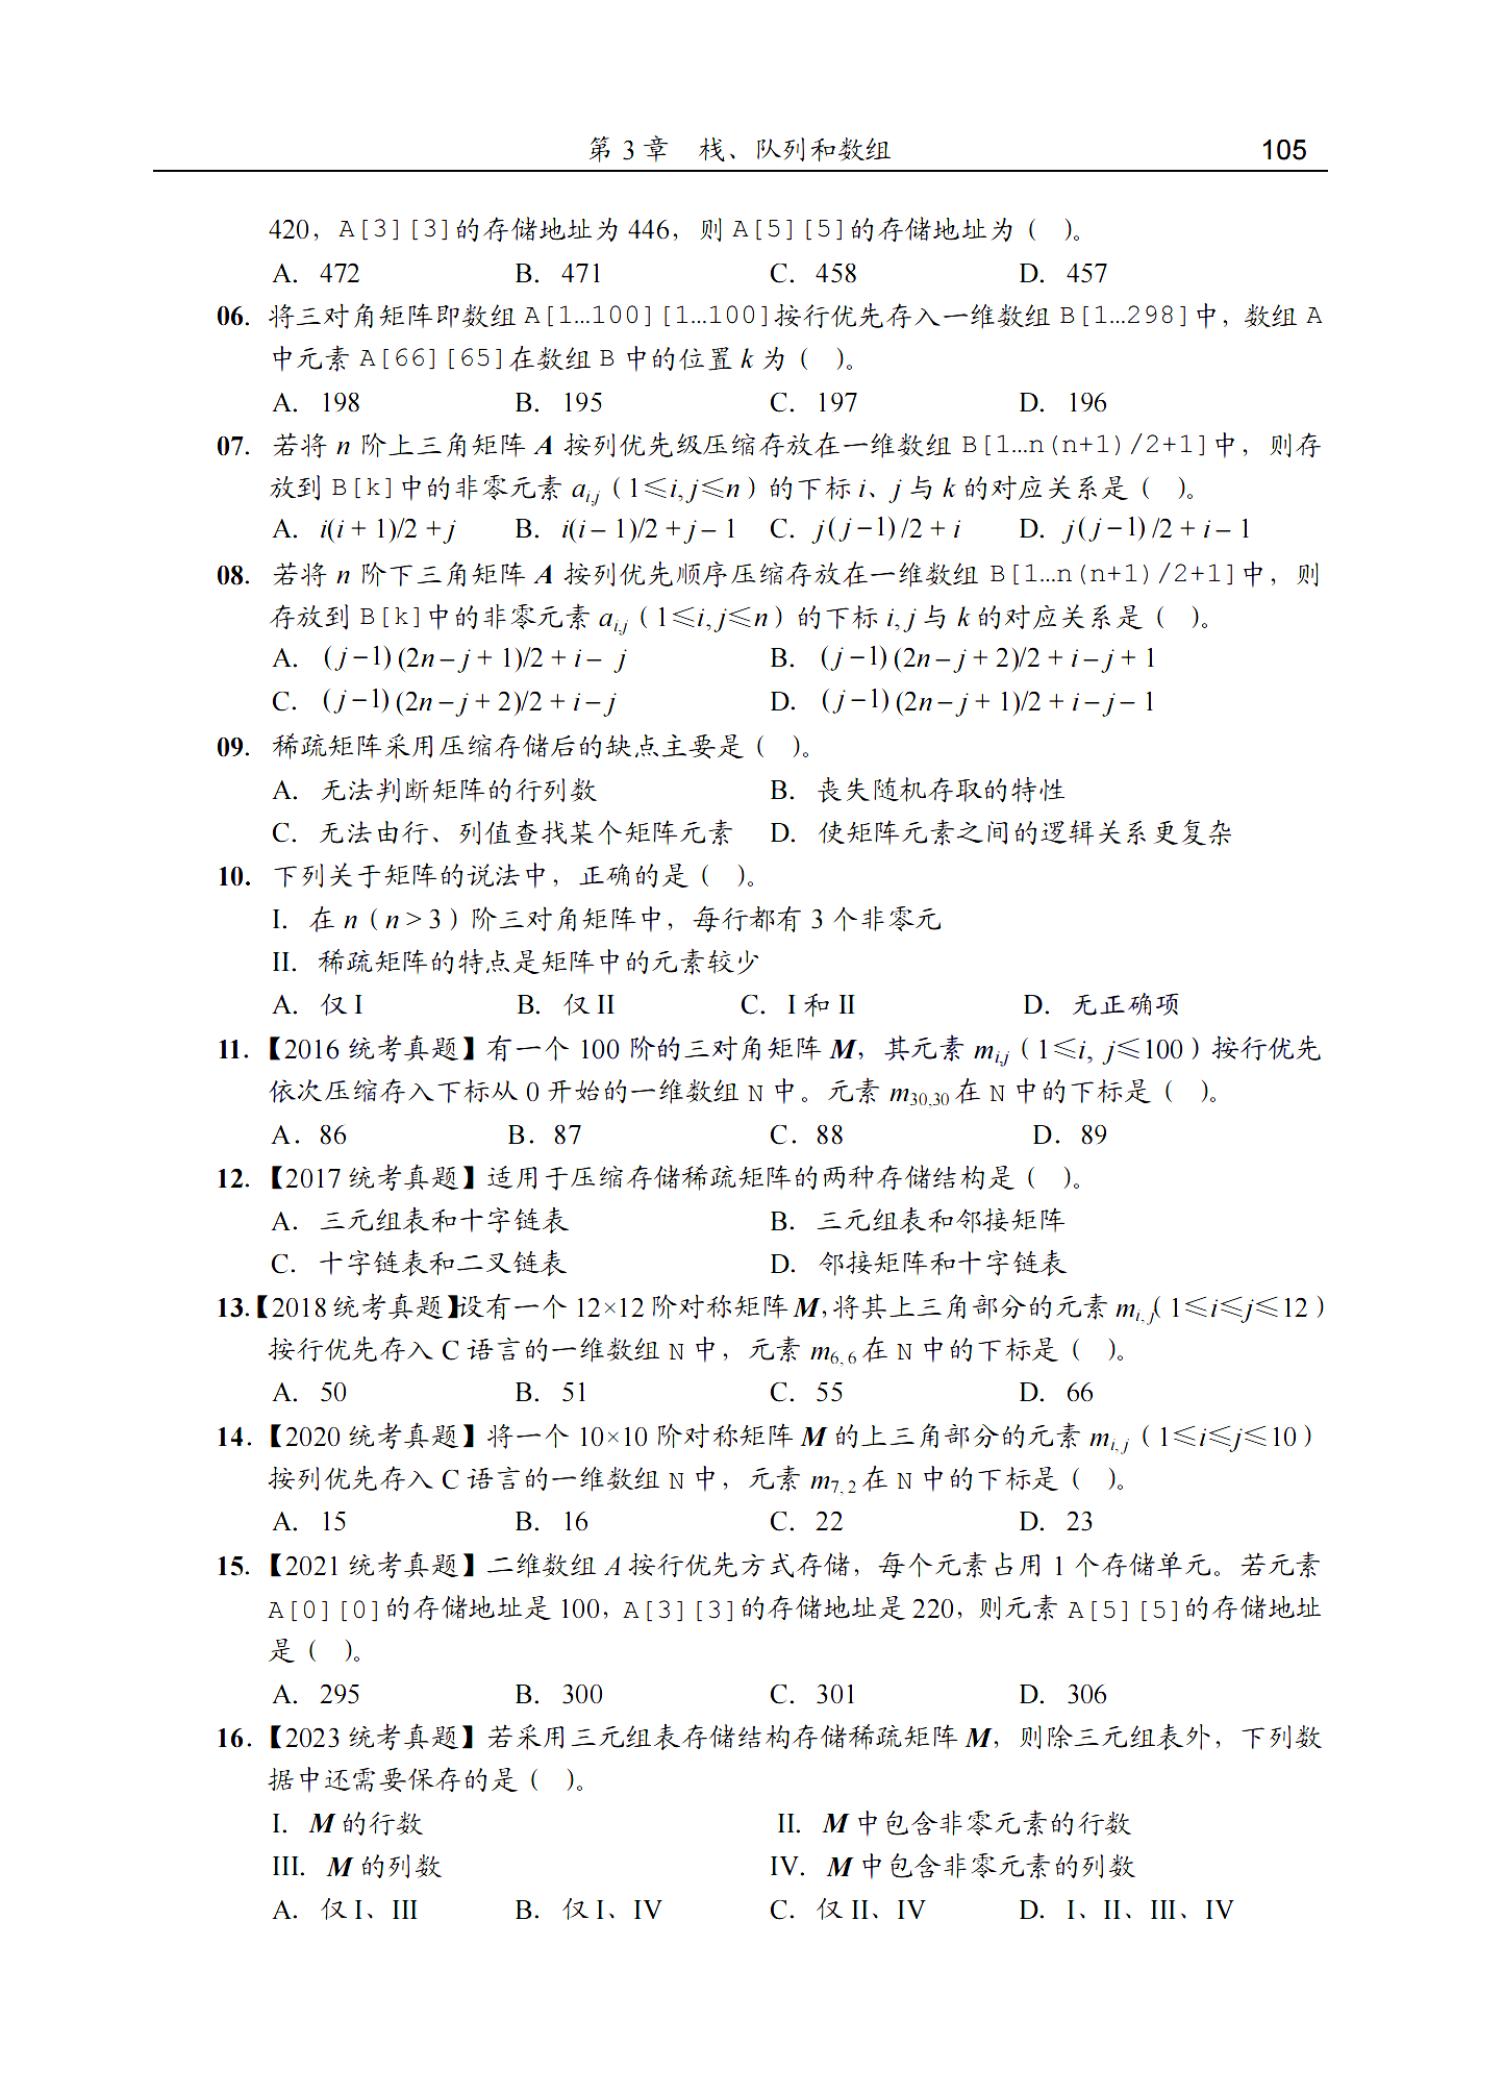 第 3 章 栈、队列和数组 105
420，A[3][3]的存储地址为 446，则 A[5][5]的存储地址为（ ）。
A. 472 B. 471 C. 458 D. 457
06. 将三对角矩阵即数组 A[1…100][1…100]按行优先存入一维数组 B[1…298]中，数组 A
中元素 A[66][65]在数组 B 中的位置 k 为（ ）。
A. 198 B. 195 C. 197 D. 196
07. 若将 n 阶上三角矩阵 A 按列优先级压缩存放在一维数组 B[1…n(n+1)/2+1]中，则存
放到 B[k]中的非零元素 ai,j（1≤i, j≤n）的下标 i、j 与 k 的对应关系是（ ）。
A. i(i + 1)/2 + j B. i(i – 1)/2 + j – 1 C. j(j−1)/2 + i D. j(j−1)/2 + i – 1
08. 若将 n 阶下三角矩阵 A 按列优先顺序压缩存放在一维数组 B[1…n(n+1)/2+1]中，则
存放到 B[k]中的非零元素 ai,j（1≤i, j≤n）的下标 i, j 与 k 的对应关系是（ ）。
A. (j−1)(2n – j + 1)/2 + i – j B. (j−1)(2n – j + 2)/2 + i – j + 1
C. (j−1)(2n – j + 2)/2 + i – j D. (j−1)(2n – j + 1)/2 + i – j – 1
09. 稀疏矩阵采用压缩存储后的缺点主要是（ ）。
A. 无法判断矩阵的行列数 B. 丧失随机存取的特性
C. 无法由行、列值查找某个矩阵元素 D. 使矩阵元素之间的逻辑关系更复杂
10. 下列关于矩阵的说法中，正确的是（ ）。
I. 在 n（n > 3）阶三对角矩阵中，每行都有 3 个非零元
II. 稀疏矩阵的特点是矩阵中的元素较少
A. 仅 I B. 仅 II C. I 和 II D. 无正确项
11. 【2016 统考真题】有一个 100 阶的三对角矩阵 M，其元素 mi,j（1≤i, j≤100）按行优先
依次压缩存入下标从 0 开始的一维数组 N 中。元素 m30,30 在 N 中的下标是（ ）。
A. 86 B. 87 C. 88 D. 89
12. 【2017 统考真题】适用于压缩存储稀疏矩阵的两种存储结构是（ ）。
A. 三元组表和十字链表 B. 三元组表和邻接矩阵
C. 十字链表和二叉链表 D. 邻接矩阵和十字链表
13. 【2018 统考真题】设有一个 12×12 阶对称矩阵 M，将其上三角部分的元素 mi, j（1≤i≤j≤12）
按行优先存入 C 语言的一维数组 N 中，元素 m6, 6 在 N 中的下标是（ ）。
A. 50 B. 51 C. 55 D. 66
14. 【2020 统考真题】将一个 10×10 阶对称矩阵 M 的上三角部分的元素 mi, j（1≤i≤j≤10）
按列优先存入 C 语言的一维数组 N 中，元素 m7, 2 在 N 中的下标是（ ）。
A. 15 B. 16 C. 22 D. 23
15. 【2021 统考真题】二维数组 A 按行优先方式存储，每个元素占用 1 个存储单元。若元素
A[0][0]的存储地址是 100，A[3][3]的存储地址是 220，则元素 A[5][5]的存储地址
是（ ）。
A. 295 B. 300 C. 301 D. 306
16. 【2023 统考真题】若采用三元组表存储结构存储稀疏矩阵 M，则除三元组表外，下列数
据中还需要保存的是（ ）。
I. M 的行数 II. M 中包含非零元素的行数
III. M 的列数 IV. M 中包含非零元素的列数
A. 仅 I、III B. 仅 I、IV C. 仅 II、IV D. I、II、III、IV